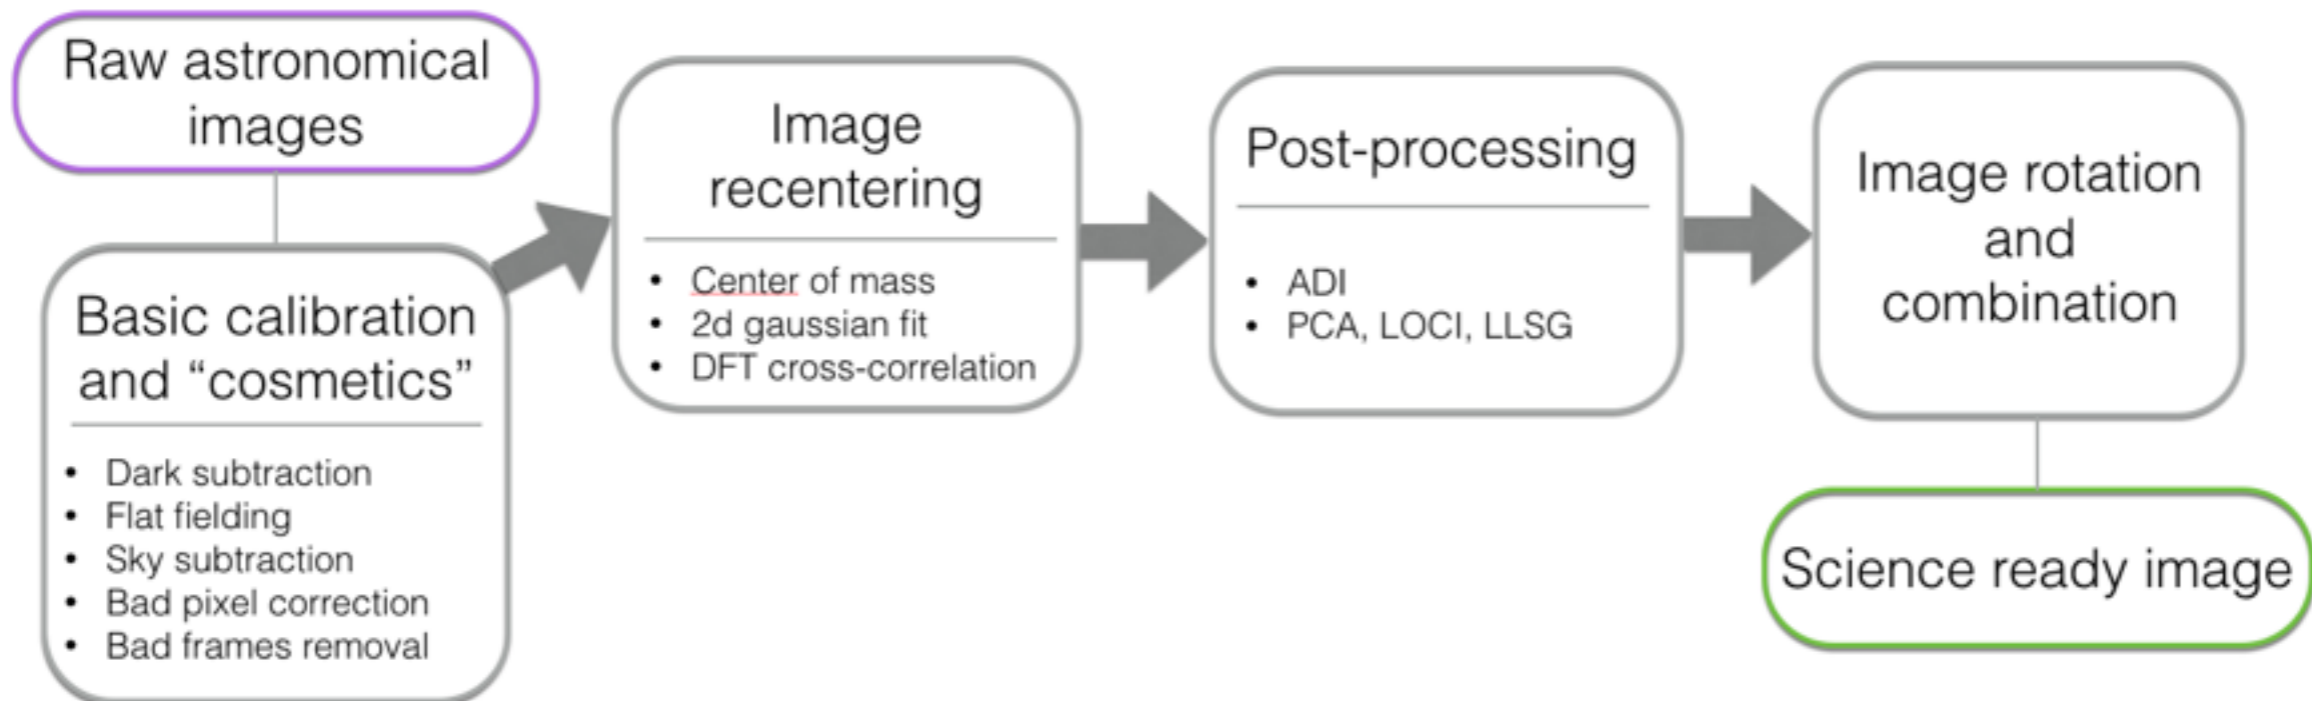 Raw astronomical
images
Basic calibration
and “cosmetics”
• Dark subtraction
• Flat fielding
• Sky subtraction
• Bad pixel correction
• Bad frames removal
Image
recentering
• Center of mass
• 2d gaussian fit
• DFT cross-correlation
Post-processing
• ADI
• PCA, LOCI, LLSG
Image rotation
and
combination
Science ready image